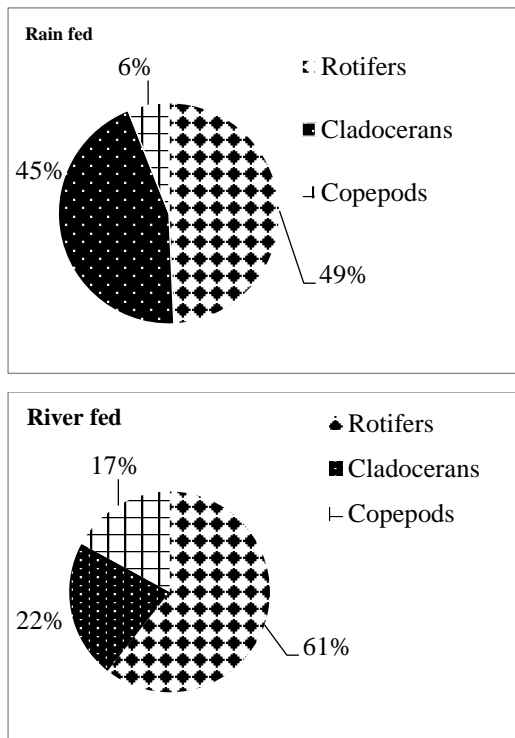 Rain fed
6%
Rotifers
Cladocerans
45%
Copepods
49%
River fed
Rotifers
17%
Cladocerans
Copepods
22%
61%